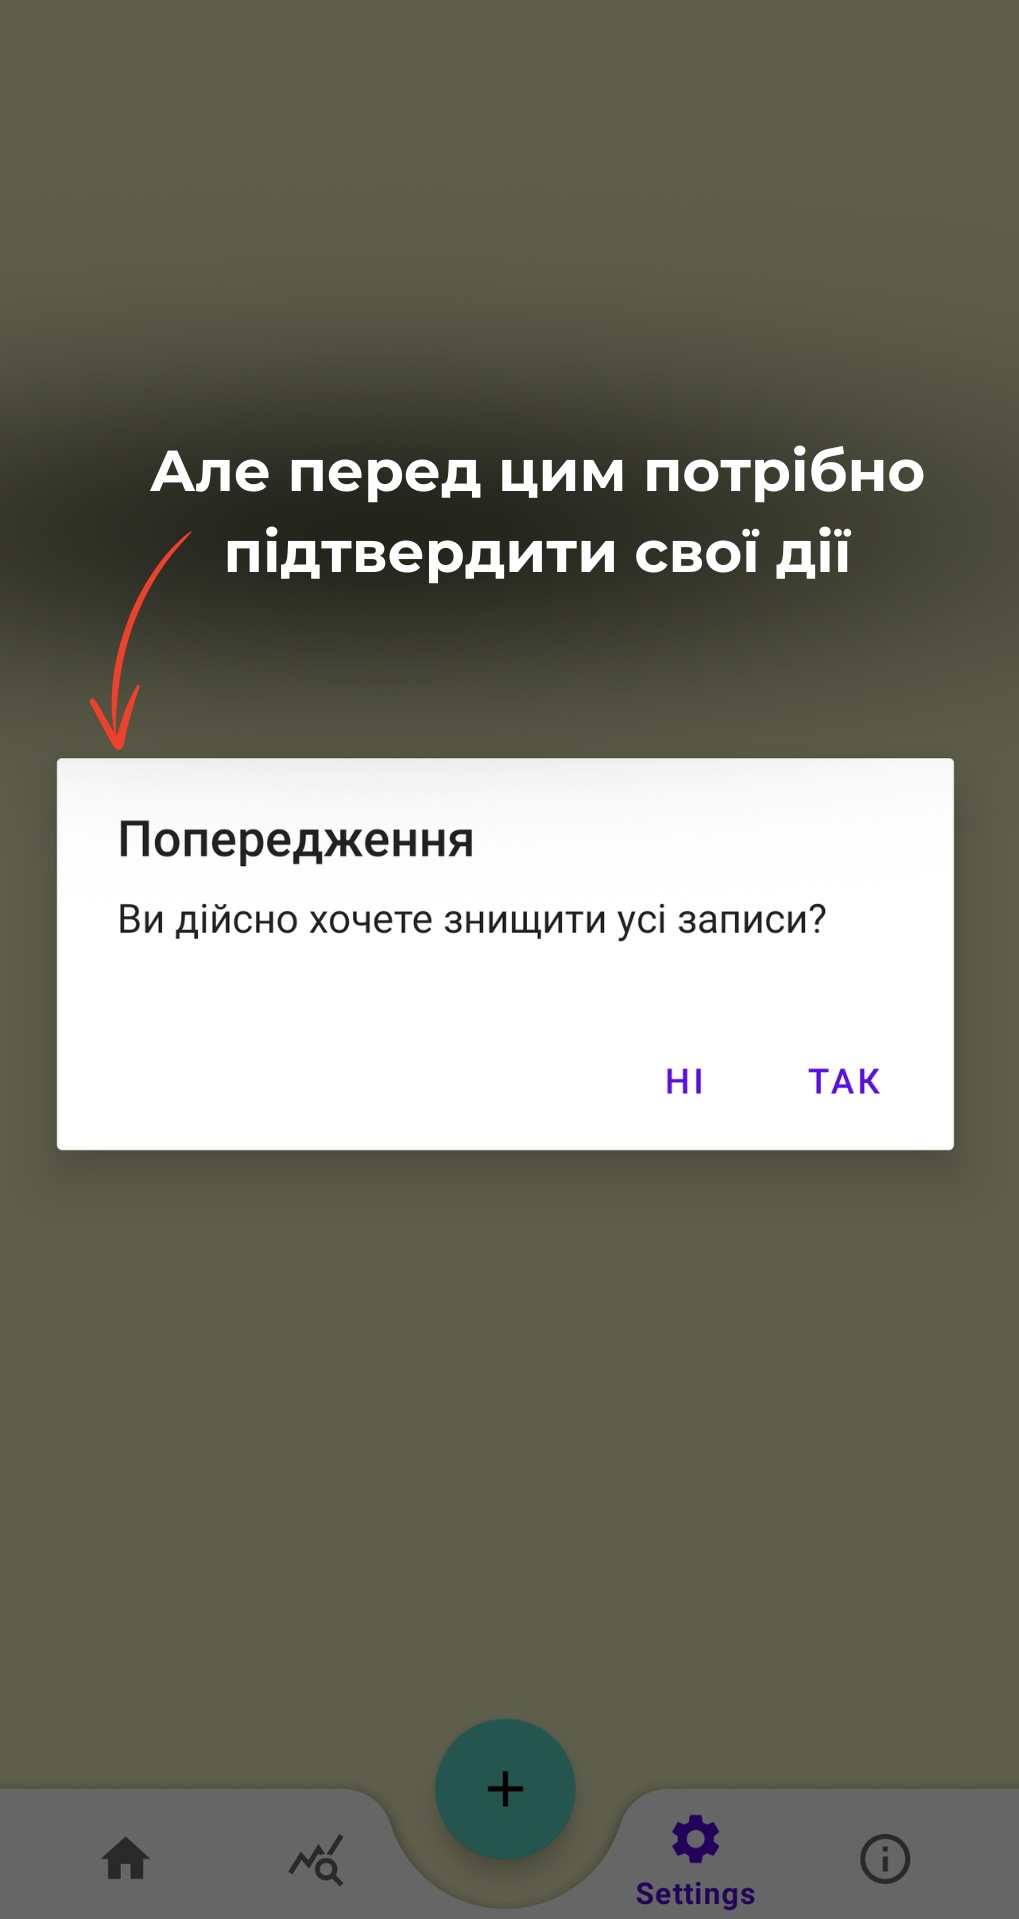 Але перед цим потрібно
підтвердити свої дії
Попередження
Ви дійсно хочете знищити усі записи?
НІ ТАК
Settings